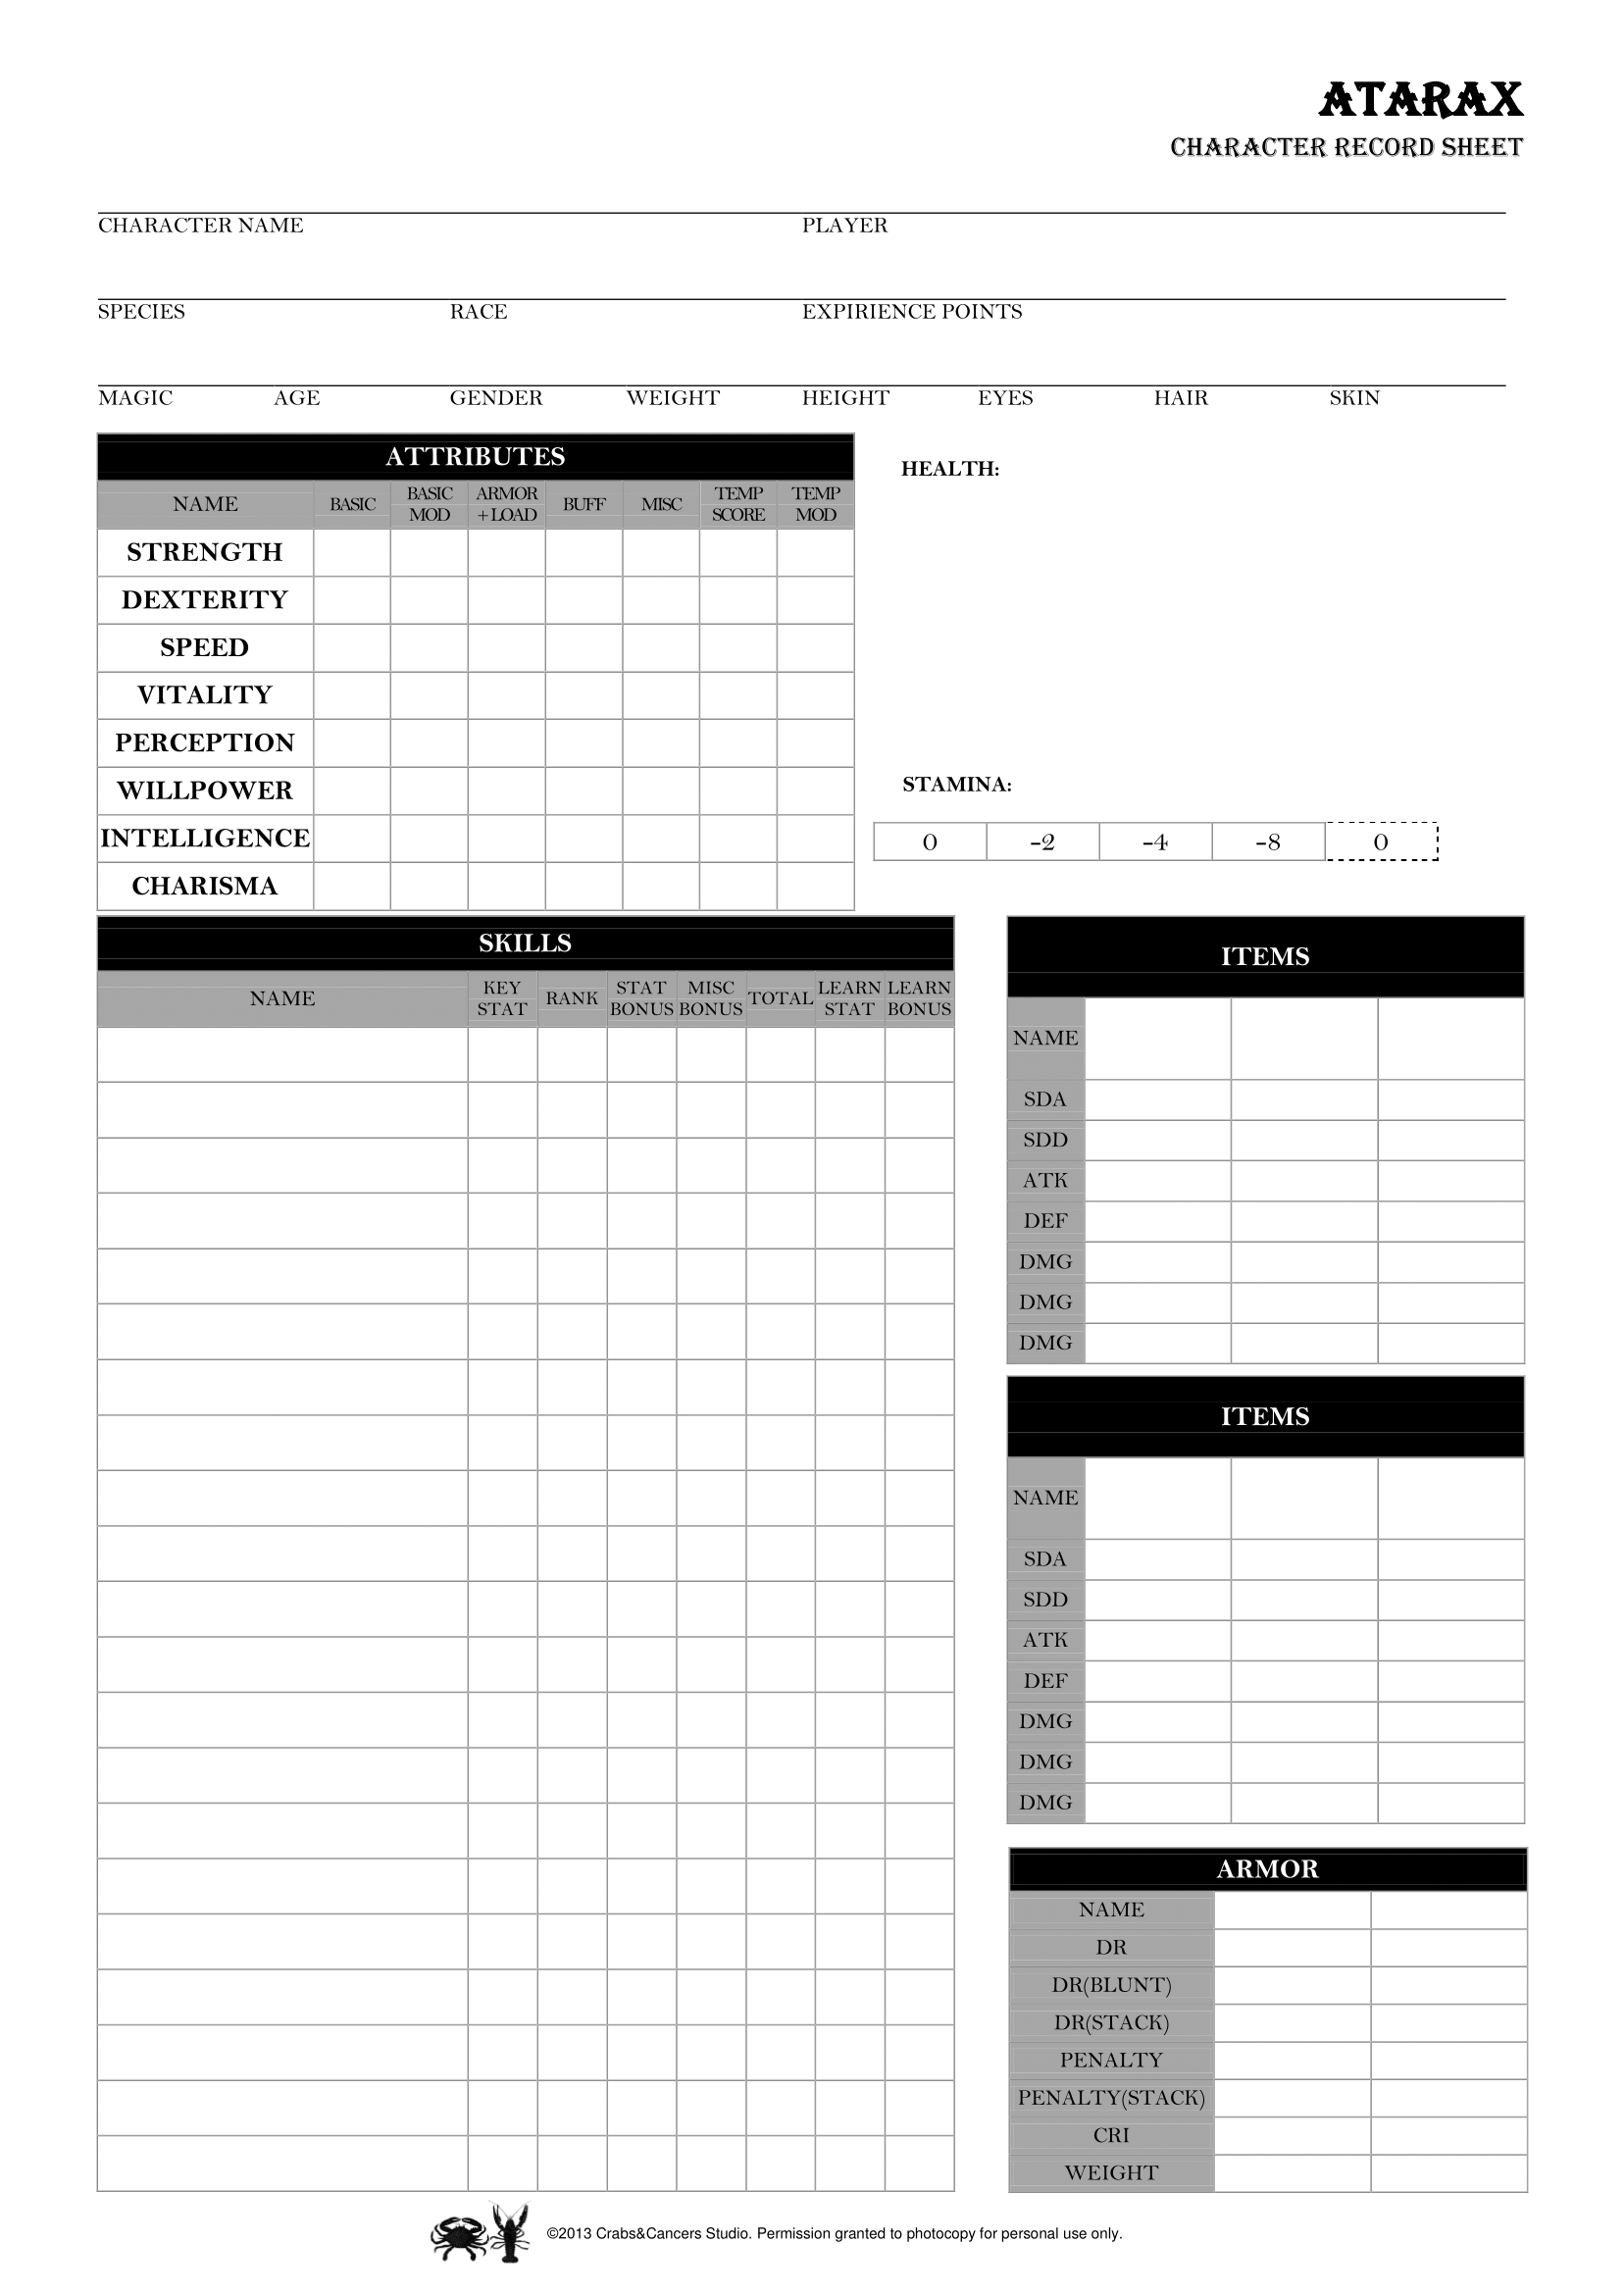 ATARAX
CHARACTER RECORD SHEET
CHARACTER NAME PLAYER
SPECIES RACE EXPIRIENCE POINTS
MAGIC AGE GENDER WEIGHT HEIGHT EYES HAIR SKIN
ATTRIBUTES
NAME BASIC BASIC MOD ARMOR +LOAD BUFF MISC TEMP SCORE TEMP MOD
STRENGTH
DEXTERITY
SPEED
VITALITY
PERCEPTION
WILLPOWER
INTELLIGENCE
CHARISMA
HEALTH:
STAMINA:
0 -2 -4 -8 0
SKILLS
NAME KEY STAT RANK STAT BONUS MISC BONUS TOTAL LEARN STAT LEARN BONUS
ITEMS
NAME
SDA
SDD
ATK
DEF
DMG
DMG
DMG
ITEMS
NAME
SDA
SDD
ATK
DEF
DMG
DMG
DMG
ARMOR
NAME
DR
DR(BLUNT)
DR(STACK)
PENALTY
PENALTY(STACK)
CRI
WEIGHT
©2013 Crabs&Cancers Studio. Permission granted to photocopy for personal use only.